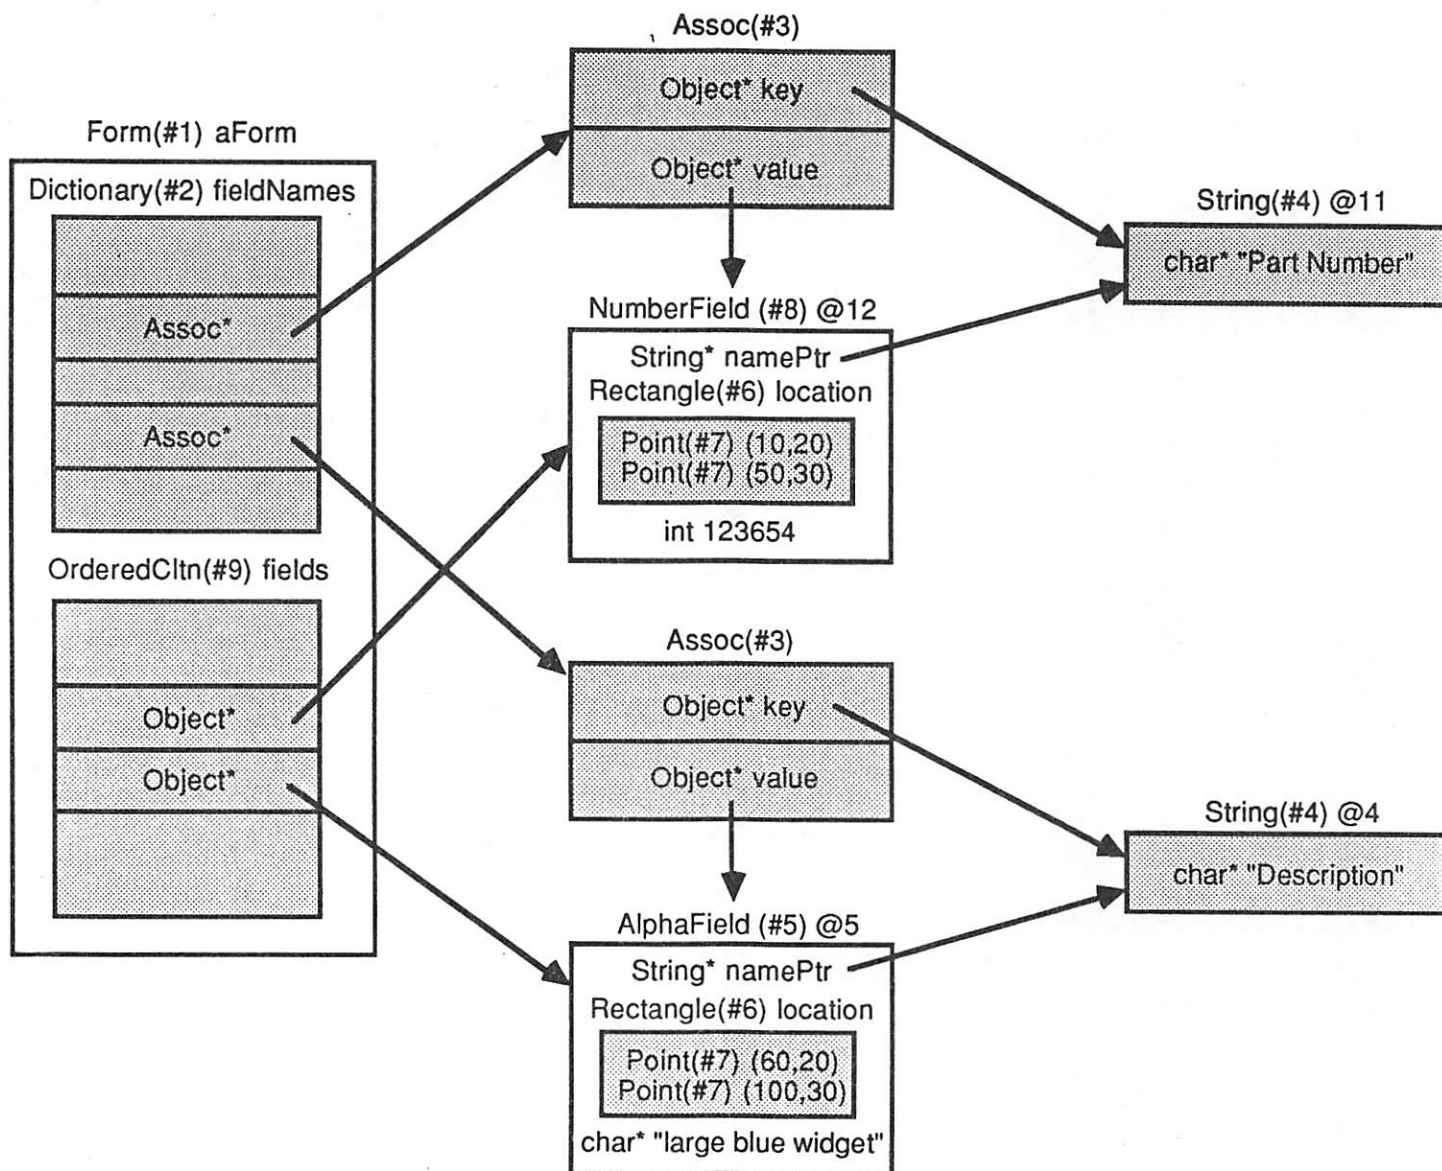 Form(#1) aForm
Dictionary(#2) fieldNames
Assoc*
Assoc*
OrderedCltn(#9) fields
Object*
Object*
Assoc(#3)
Object* key
Object* value
NumberField (#8) @12
String* namePtr
Rectangle(#6) location
Point(#7) (10,20)
Point(#7) (50,30)
int 123654
Assoc(#3)
Object* key
Object* value
AlphaField (#5) @5
String* namePtr
Rectangle(#6) location
Point(#7) (60,20)
Point(#7) (100,30)
char* "large blue widget"
String(#4) @11
char* "Part Number"
String(#4) @4
char* "Description"